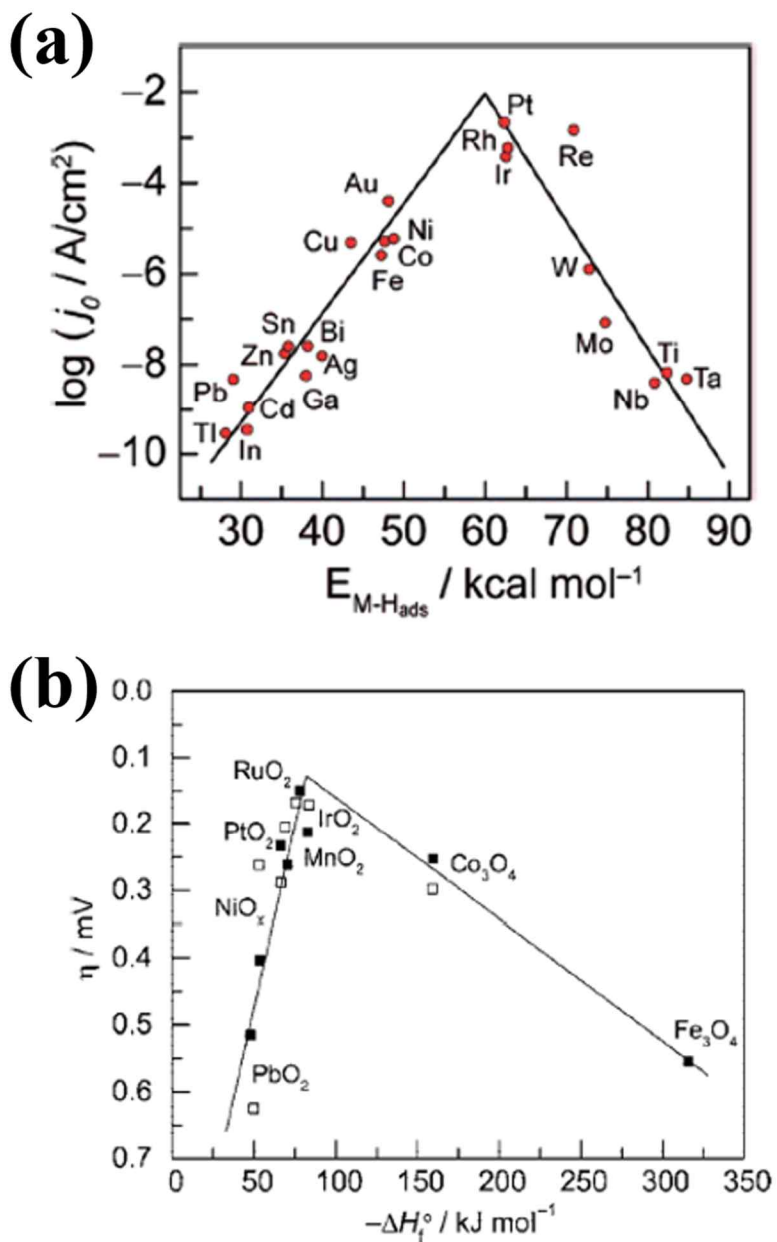 (a)
log (j₀ / A/cm²)
−2
−4
−6
−8
−10
Pt
Rh
Ir
Re
Au
Cu
Ni
Co
Fe
W
Mo
Sn
Bi
Zn
Ag
Ga
Pb
Cd
Tl
In
Ti
Nb
Ta
30 40 50 60 70 80 90
E_M-H_ads / kcal mol⁻¹
(b)
η / mV
0.0
0.1
0.2
0.3
0.4
0.5
0.6
0.7
RuO₂
IrO₂
PtO₂
MnO₂
Co₃O₄
NiOₓ
Fe₃O₄
PbO₂
0 50 100 150 200 250 300 350
−ΔH_f° / kJ mol⁻¹